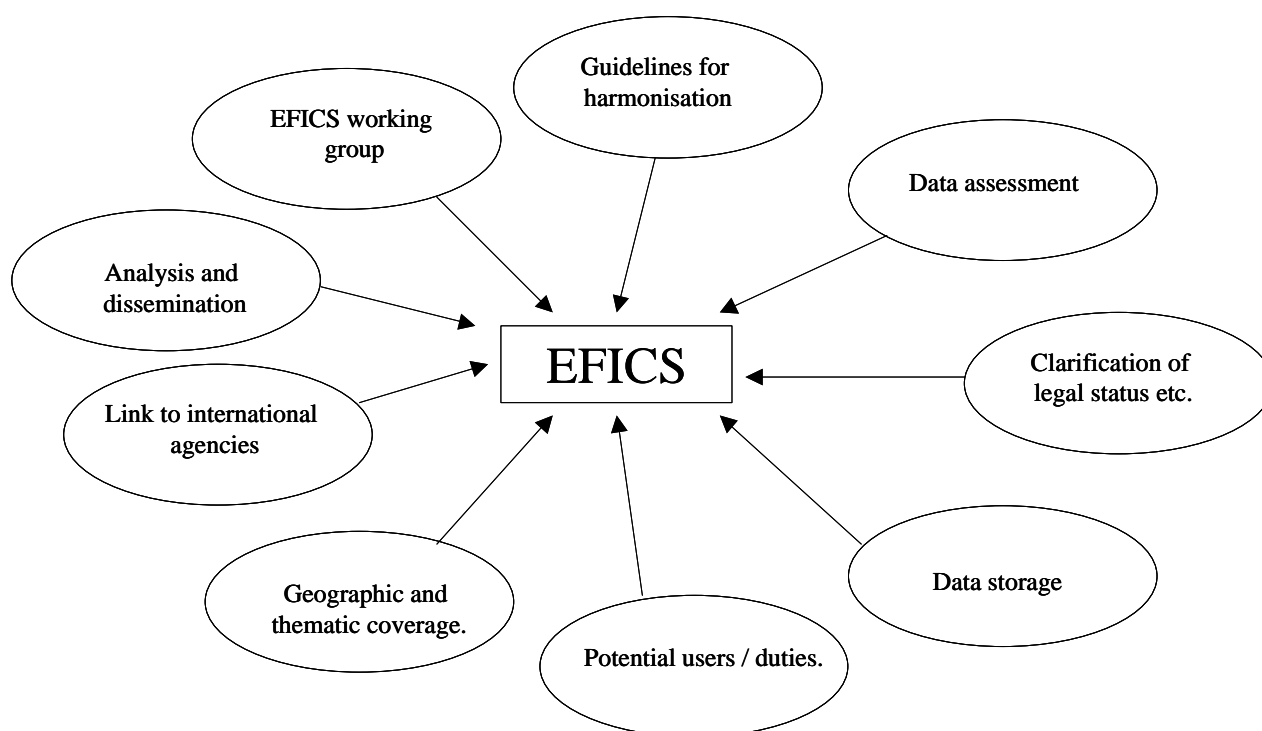 Guidelines for
harmonisation
EFICS working
group
Data assessment
Analysis and
dissemination
EFICS
Clarification of
legal status etc.
Link to international
agencies
Geographic and
thematic coverage.
Data storage
Potential users / duties.